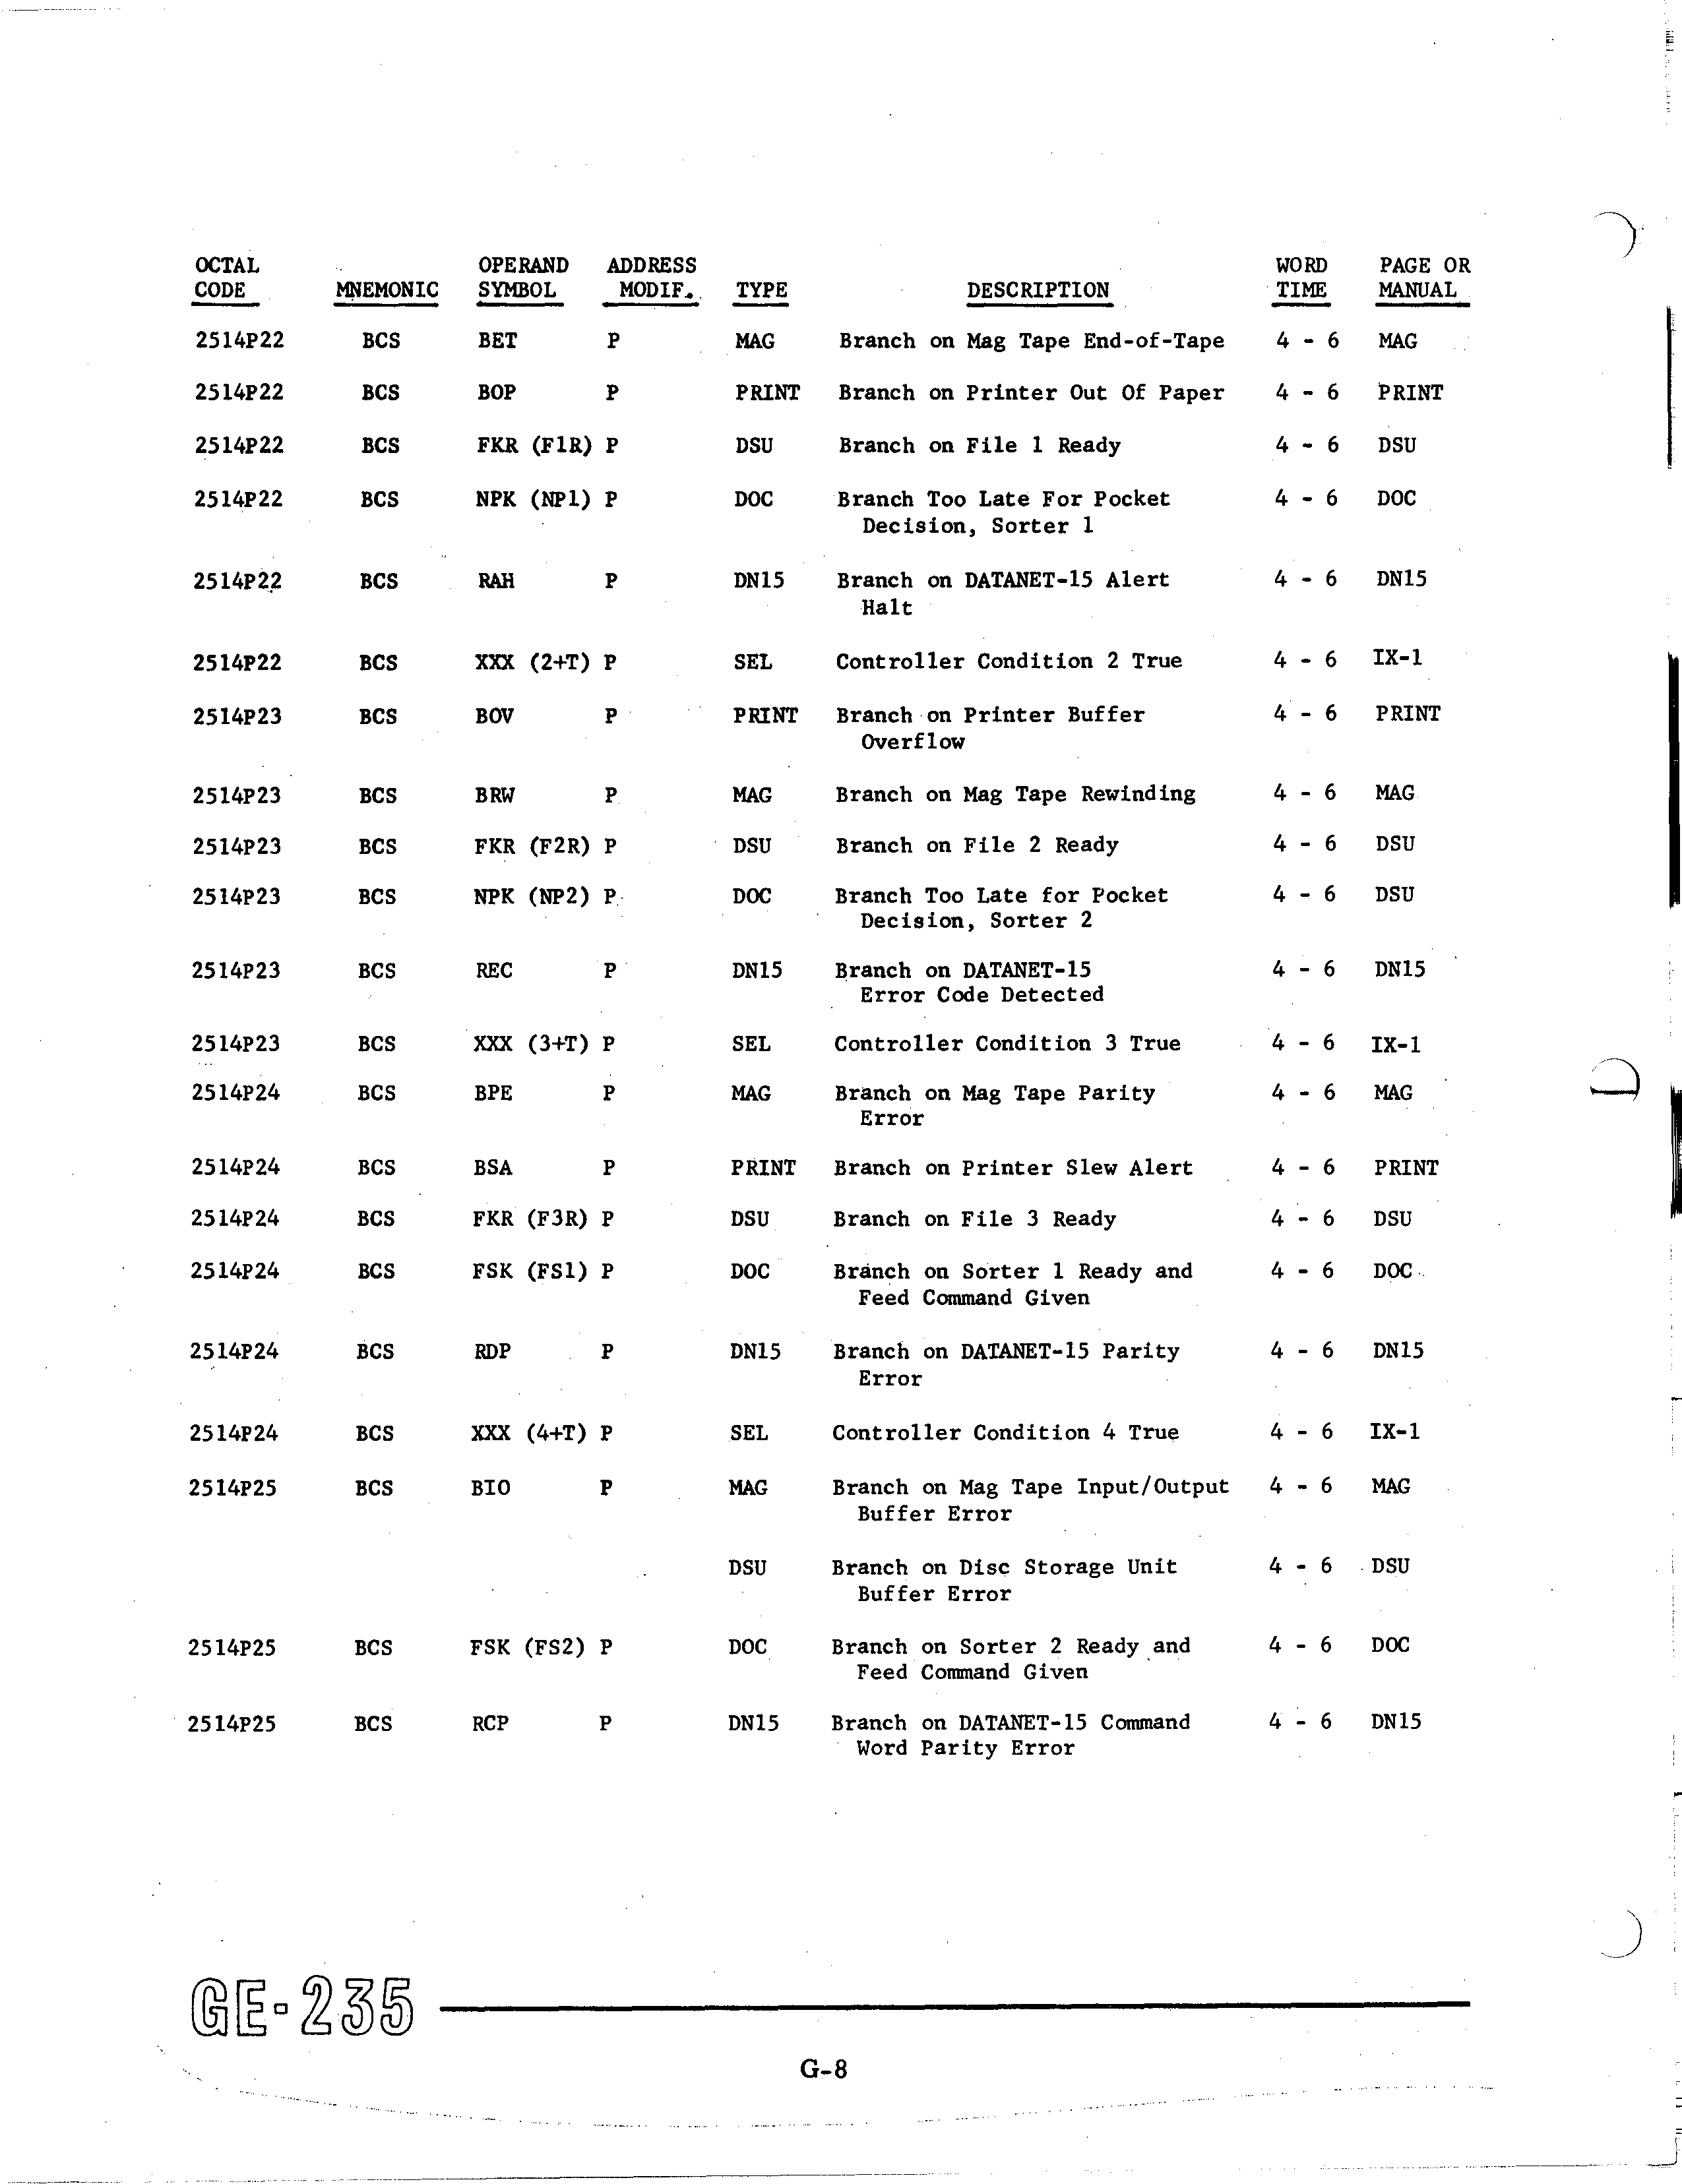 OCTAL OPERAND ADDRESS WORD PAGE OR
CODE MNEMONIC SYMBOL MODIF. TYPE DESCRIPTION TIME MANUAL
2514P22 BCS BET P MAG Branch on Mag Tape End-of-Tape 4 - 6 MAG
2514P22 BCS BOP P PRINT Branch on Printer Out Of Paper 4 - 6 PRINT
2514P22 BCS FKR (F1R) P DSU Branch on File 1 Ready 4 - 6 DSU
2514P22 BCS NPK (NP1) P DOC Branch Too Late For Pocket 4 - 6 DOC
Decision, Sorter 1
2514P22 BCS RAH P DN15 Branch on DATANET-15 Alert 4 - 6 DN15
Halt
2514P22 BCS XXX (2+T) P SEL Controller Condition 2 True 4 - 6 IX-1
2514P23 BCS BOV P PRINT Branch on Printer Buffer 4 - 6 PRINT
Overflow
2514P23 BCS BRW P MAG Branch on Mag Tape Rewinding 4 - 6 MAG
2514P23 BCS FKR (F2R) P DSU Branch on File 2 Ready 4 - 6 DSU
2514P23 BCS NPK (NP2) P DOC Branch Too Late for Pocket 4 - 6 DSU
Decision, Sorter 2
2514P23 BCS REC P DN15 Branch on DATANET-15 4 - 6 DN15
Error Code Detected
2514P23 BCS XXX (3+T) P SEL Controller Condition 3 True 4 - 6 IX-1
2514P24 BCS BPE P MAG Branch on Mag Tape Parity 4 - 6 MAG
Error
2514P24 BCS BSA P PRINT Branch on Printer Slew Alert 4 - 6 PRINT
2514P24 BCS FKR (F3R) P DSU Branch on File 3 Ready 4 - 6 DSU
2514P24 BCS FSK (FS1) P DOC Branch on Sorter 1 Ready and 4 - 6 DOC
Feed Command Given
2514P24 BCS RDP P DN15 Branch on DATANET-15 Parity 4 - 6 DN15
Error
2514P24 BCS XXX (4+T) P SEL Controller Condition 4 True 4 - 6 IX-1
2514P25 BCS BIO P MAG Branch on Mag Tape Input/Output 4 - 6 MAG
Buffer Error
DSU Branch on Disc Storage Unit 4 - 6 DSU
Buffer Error
2514P25 BCS FSK (FS2) P DOC Branch on Sorter 2 Ready and 4 - 6 DOC
Feed Command Given
2514P25 BCS RCP P DN15 Branch on DATANET-15 Command 4 - 6 DN15
Word Parity Error
GE-235
G-8